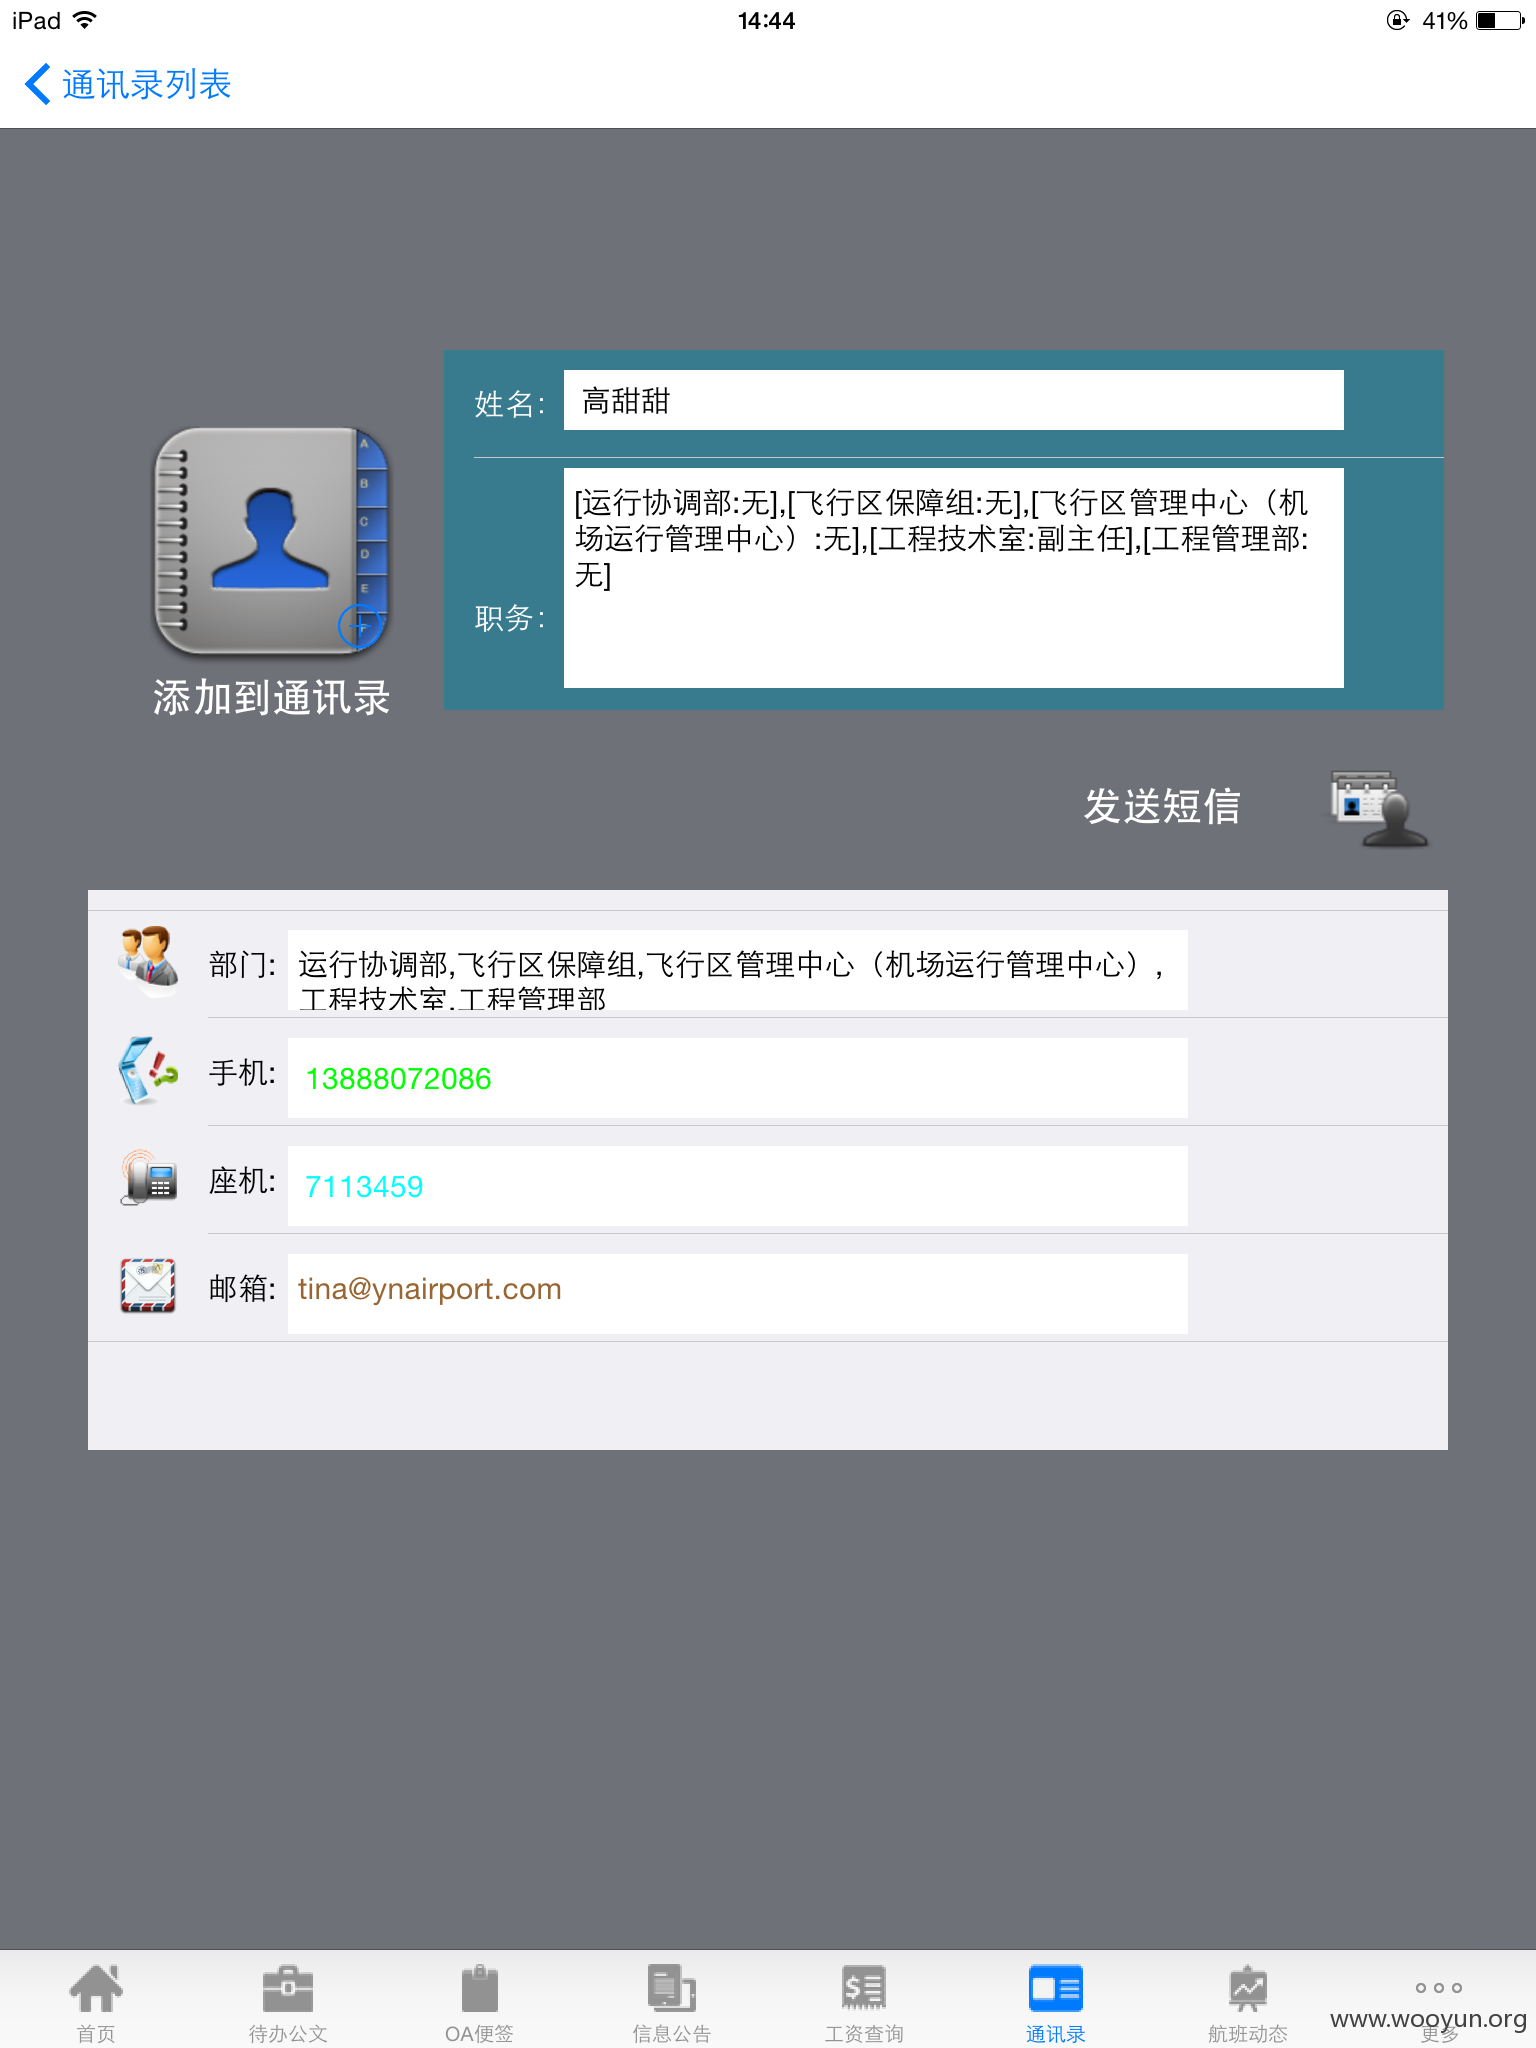 iPad
14:44
41%
通讯录列表
姓名:
高甜甜
[运行协调部:无],[飞行区保障组:无],[飞行区管理中心（机
场运行管理中心）:无],[工程技术室:副主任],[工程管理部:
无]
职务:
A
B
C
D
E
添加到通讯录
发送短信
部门:
运行协调部,飞行区保障组,飞行区管理中心（机场运行管理中心）,
工程技术室,工程管理部
手机:
13888072086
座机:
7113459
邮箱:
tina@ynairport.com
首页
待办公文
OA便签
信息公告
工资查询
通讯录
航班动态
更多
www.wooyun.org